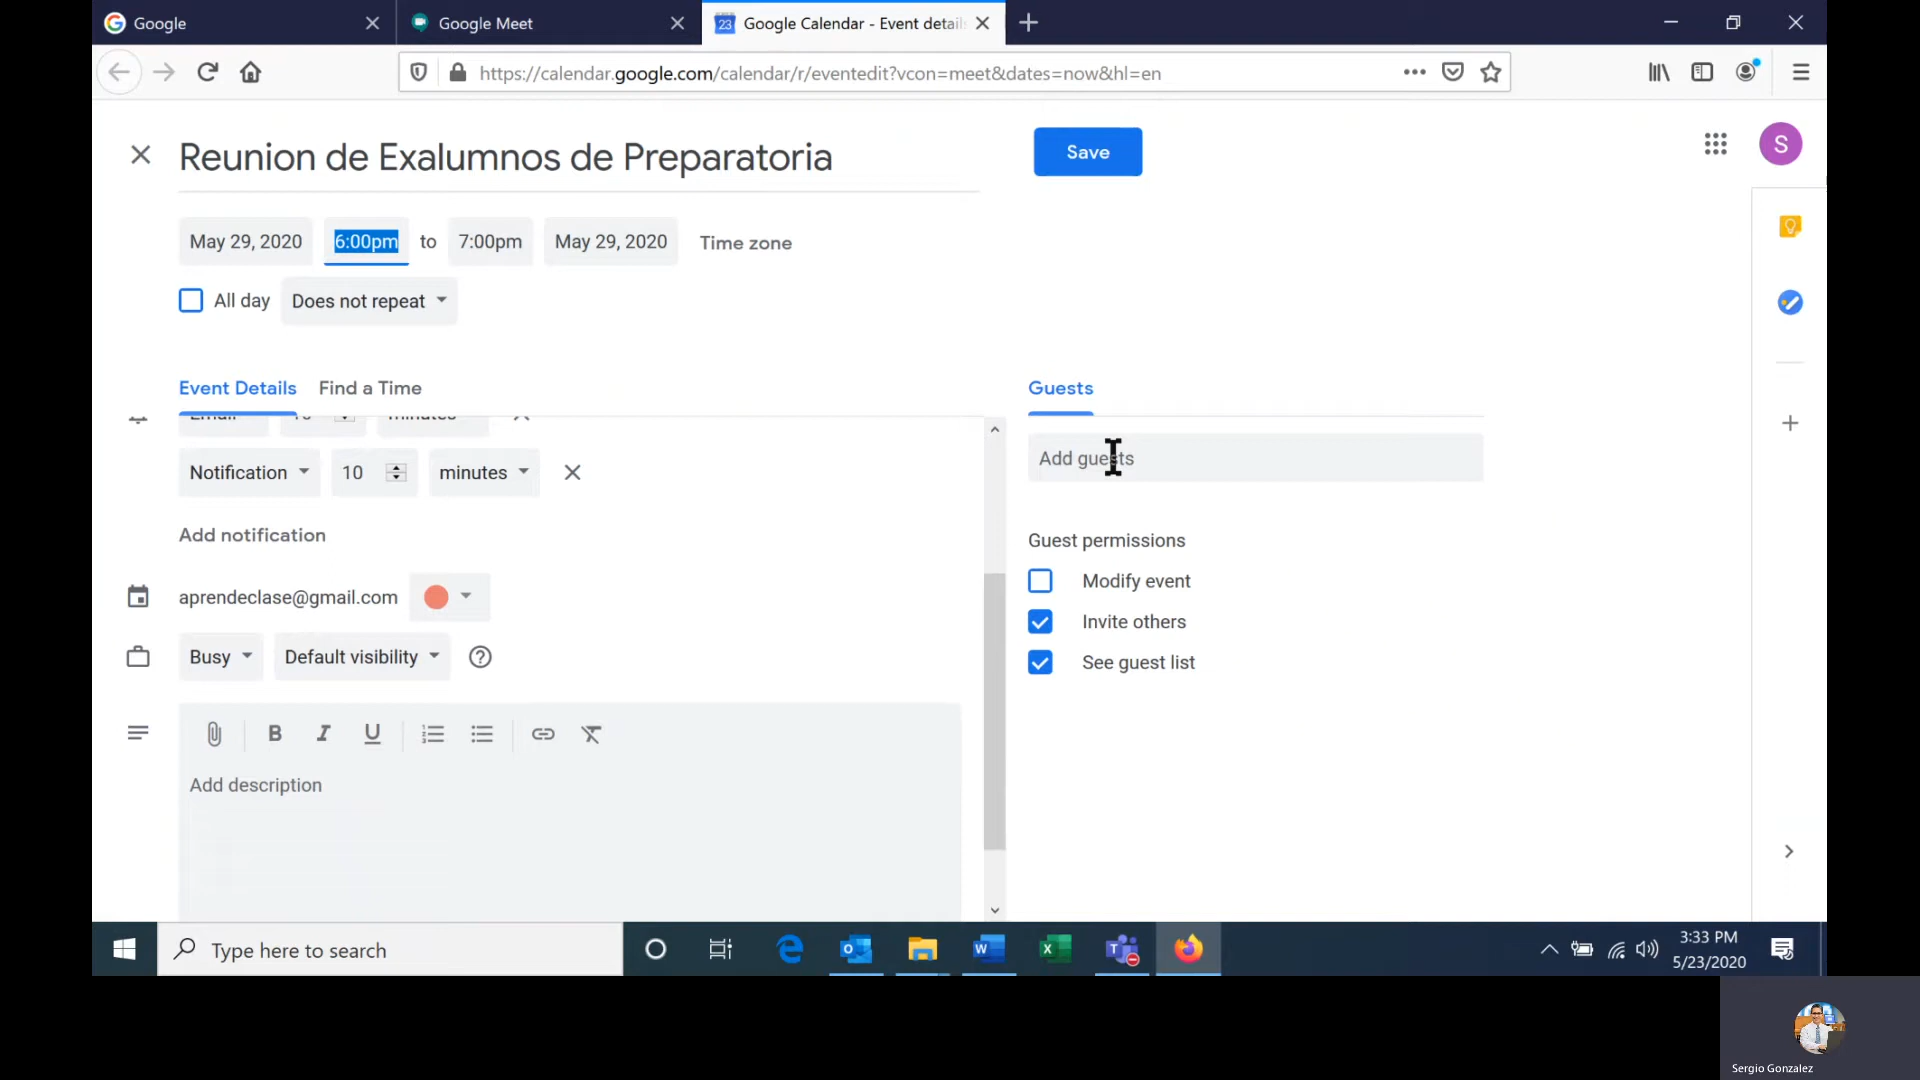 Google
Google Meet
23
Google Calendar - Event detail
https://calendar.google.com/calendar/r/eventedit?vcon=meet&dates=now&hl=en
Reunion de Exalumnos de Preparatoria
Save
S
May 29, 2020
6:00pm
to
7:00pm
May 29, 2020
Time zone
All day
Does not repeat
Event Details
Find a Time
Guests
Email
10
minutes
Notification
10
minutes
Add guests
Add notification
Guest permissions
Modify event
aprendeclase@gmail.com
Invite others
Busy
Default visibility
See guest list
B
I
U
Add description
Type here to search
3:33 PM
5/23/2020
Sergio Gonzalez